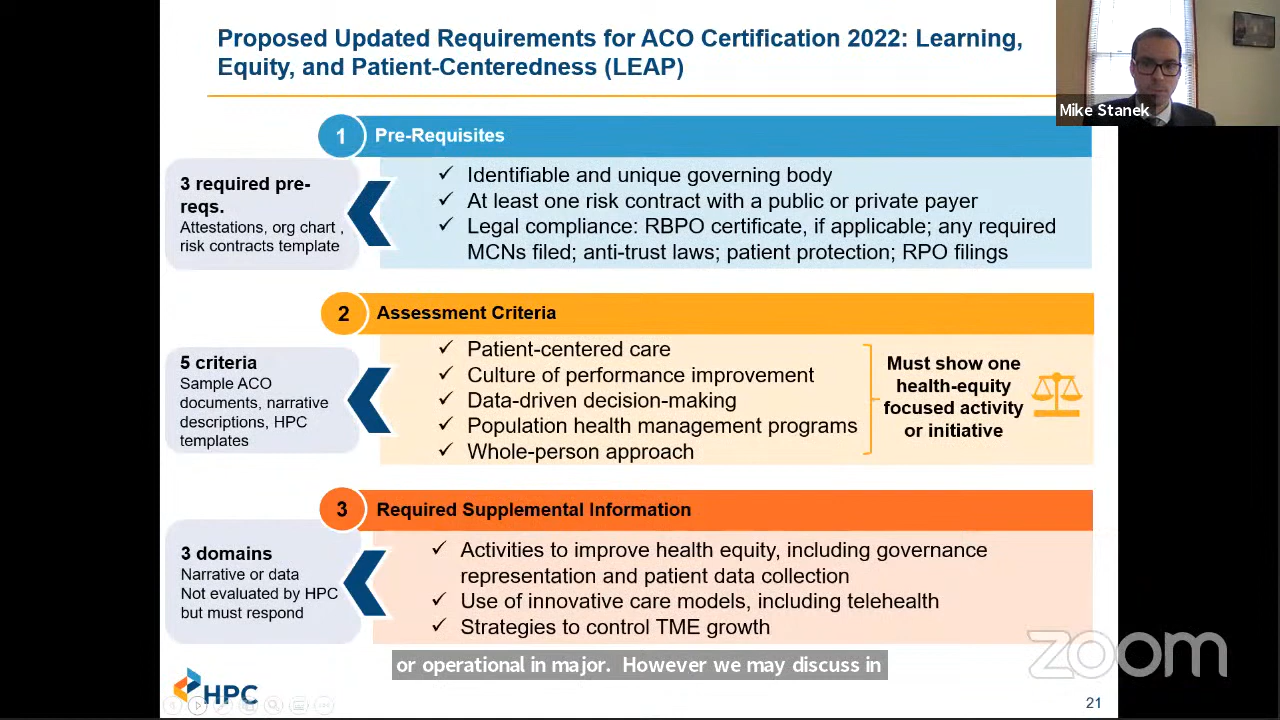 Proposed Updated Requirements for ACO Certification 2022: Learning,
Equity, and Patient-Centeredness (LEAP)
Mike Stanek
1
Pre-Requisites
3 required pre-
reqs.
Attestations, org chart ,
risk contracts template
✓ Identifiable and unique governing body
✓ At least one risk contract with a public or private payer
✓ Legal compliance: RBPO certificate, if applicable; any required
MCNs filed; anti-trust laws; patient protection; RPO filings
2
Assessment Criteria
5 criteria
Sample ACO
documents, narrative
descriptions, HPC
templates
✓ Patient-centered care
✓ Culture of performance improvement
✓ Data-driven decision-making
✓ Population health management programs
✓ Whole-person approach
Must show one
health-equity
focused activity
or initiative
3
Required Supplemental Information
3 domains
Narrative or data
Not evaluated by HPC
but must respond
✓ Activities to improve health equity, including governance
representation and patient data collection
✓ Use of innovative care models, including telehealth
✓ Strategies to control TME growth
zoom
or operational in major.  However we may discuss in
HPC
21